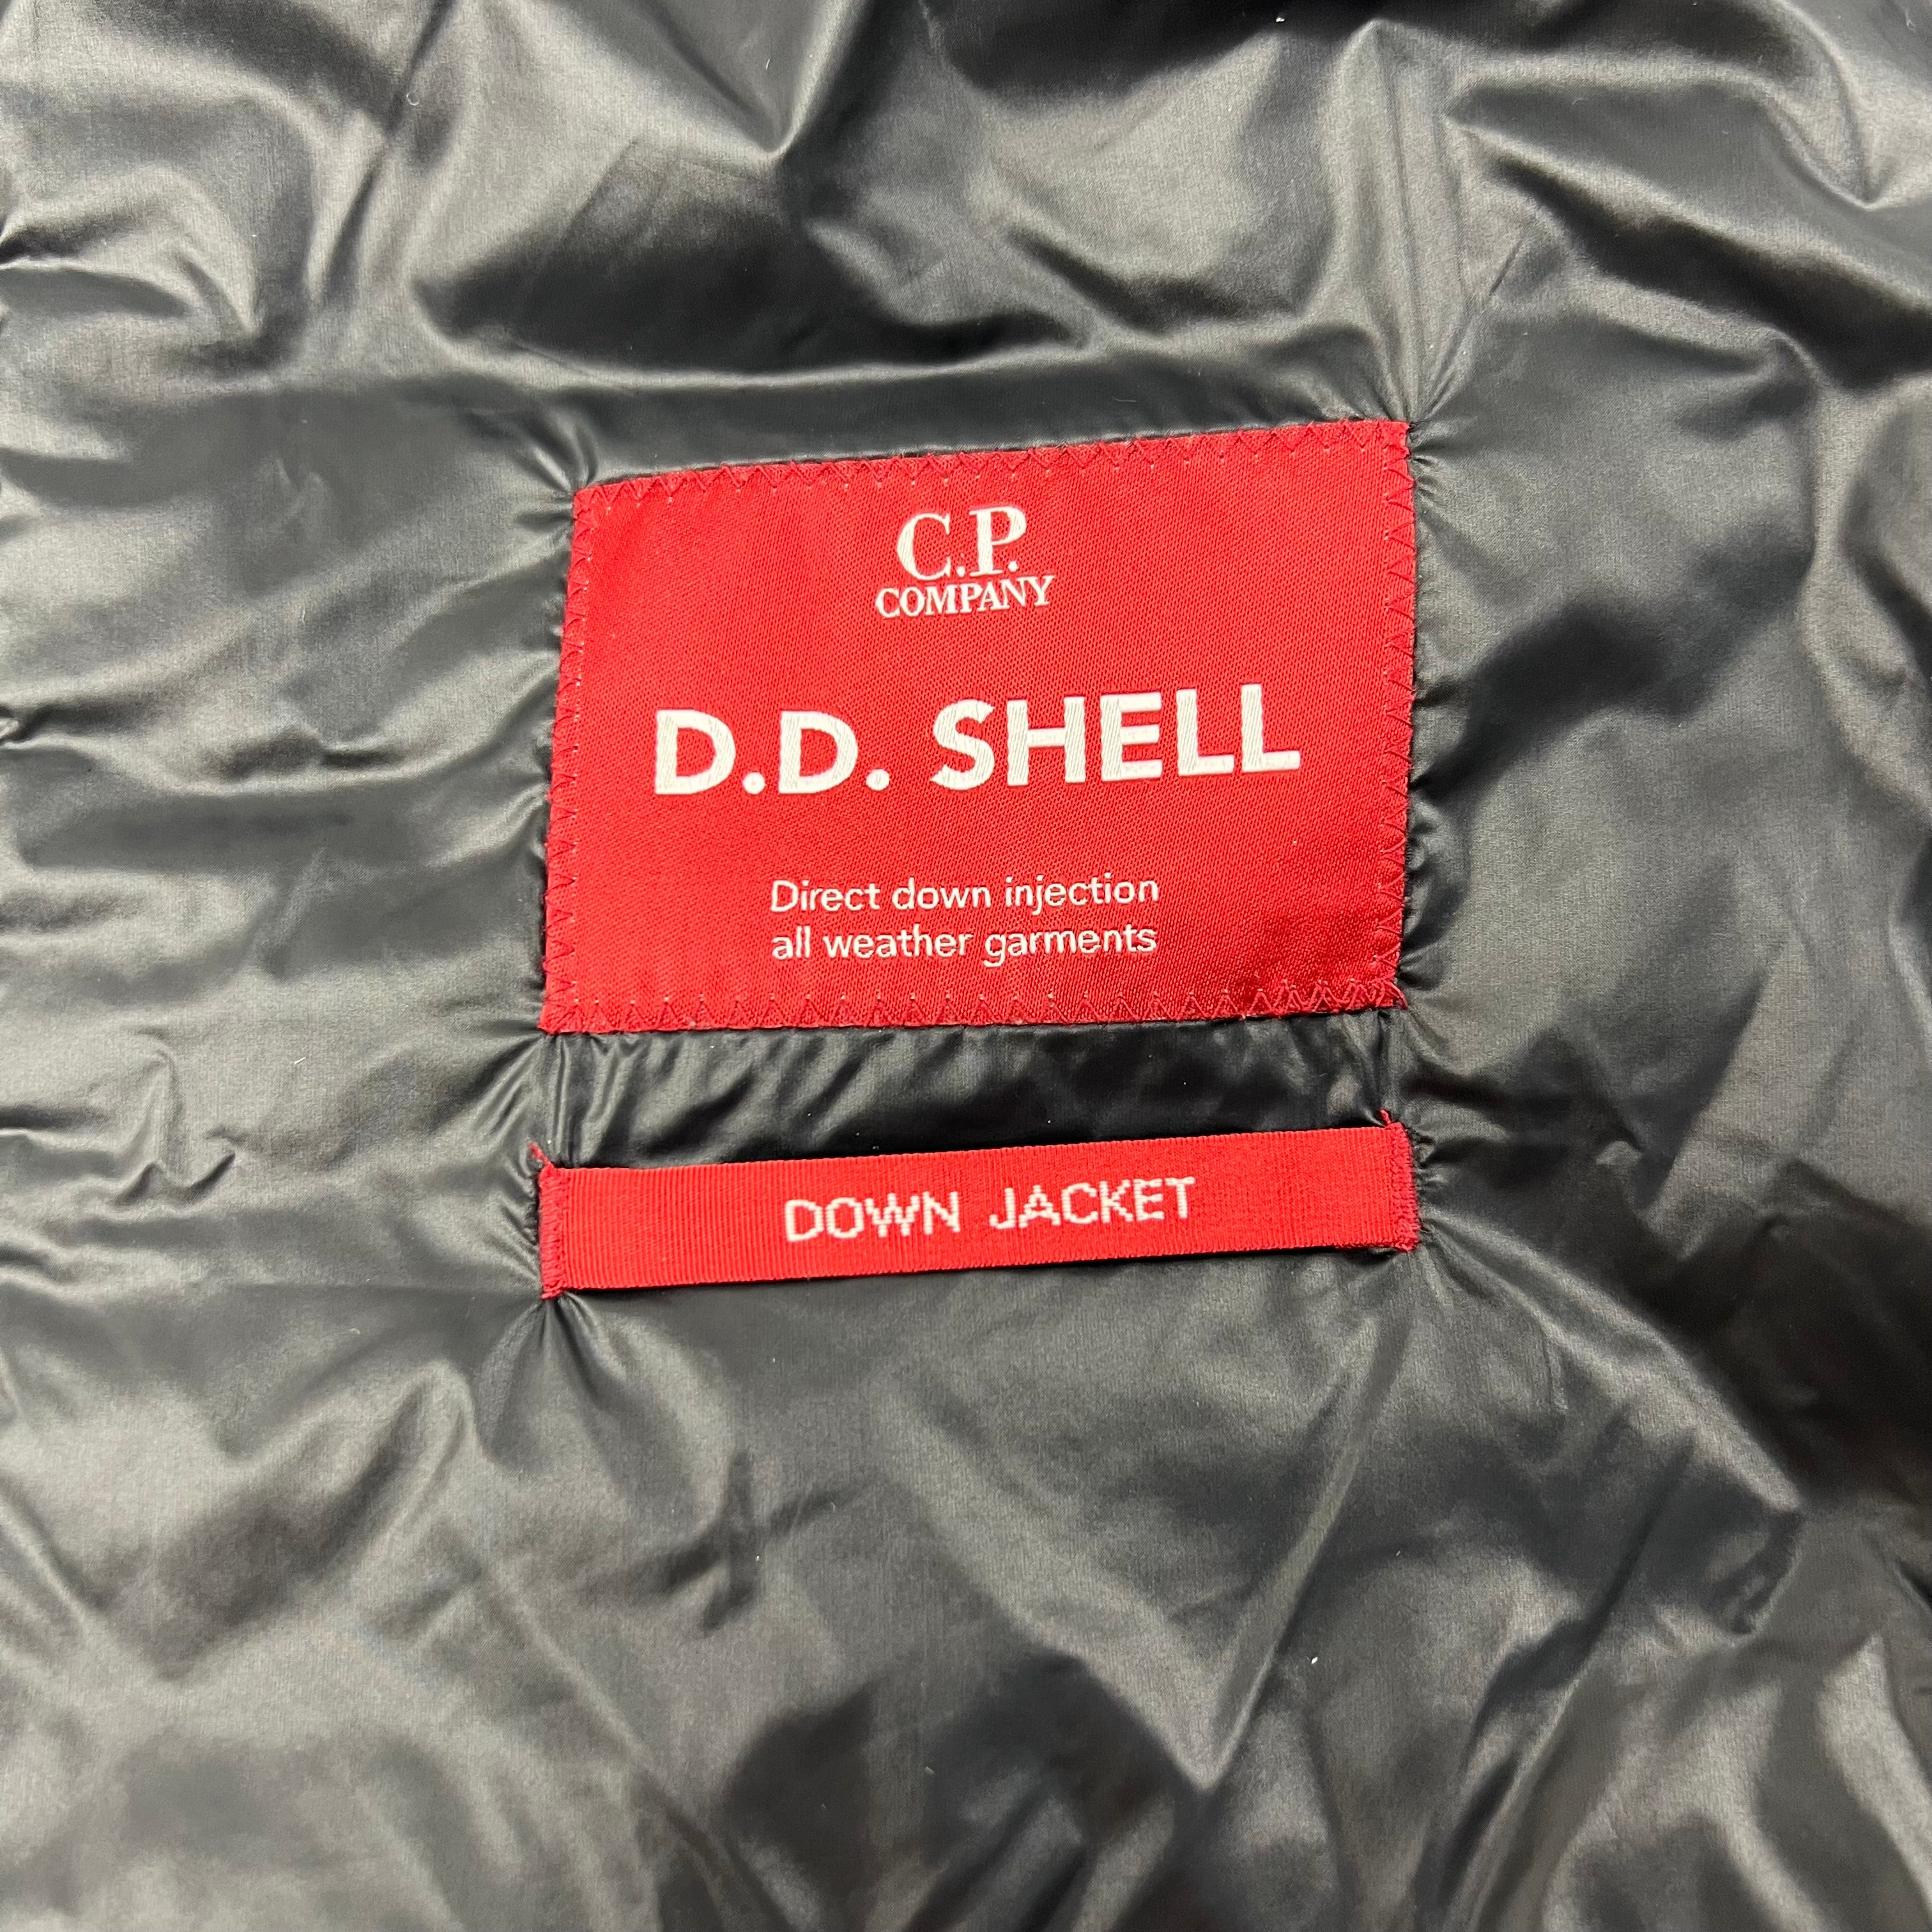 C.P.
COMPANY
D.D. SHELL
Direct down injection
all weather garments
DOWN JACKET